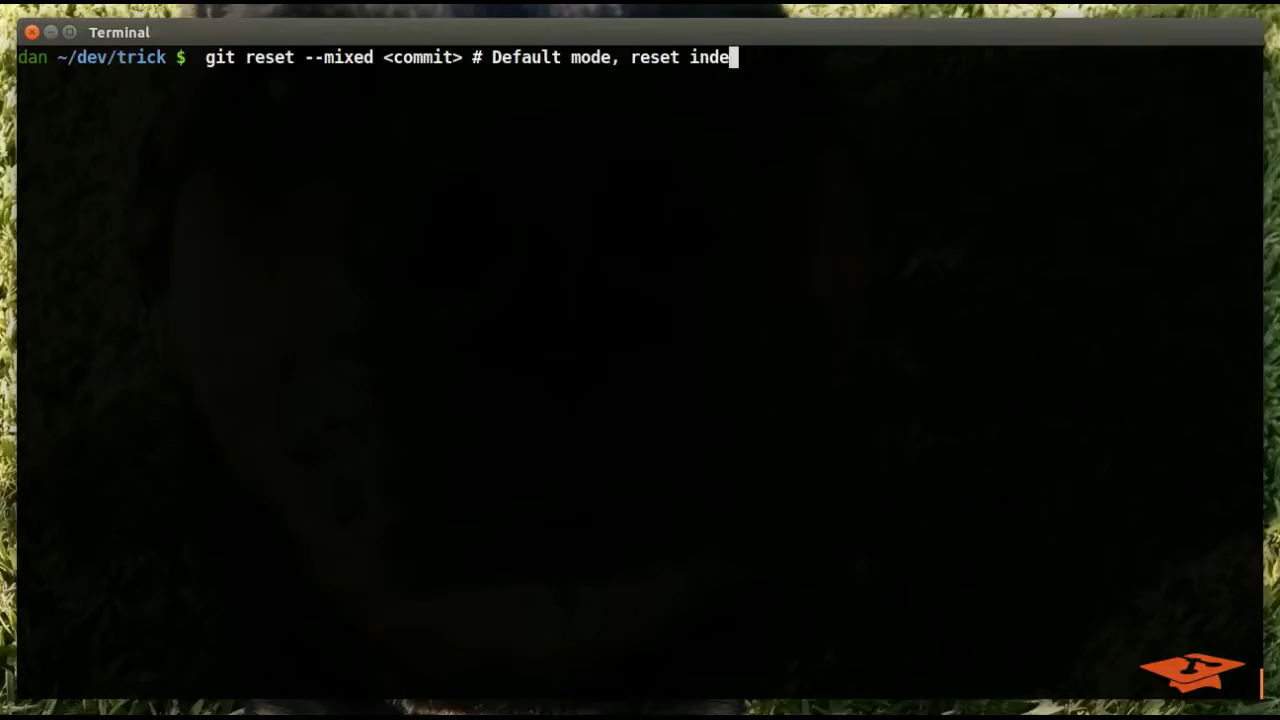 Terminal
dan ~/dev/trick $ git reset --mixed <commit> # Default mode, reset inde